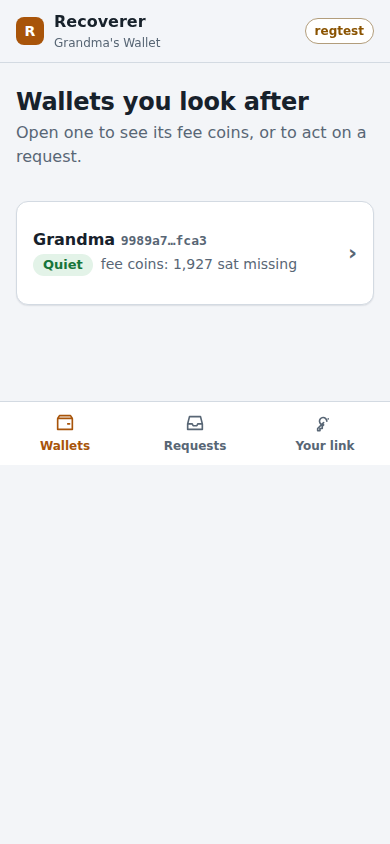 R
Recoverer
Grandma's Wallet
regtest
Wallets you look after
Open one to see its fee coins, or to act on a
request.
Grandma 9989a7…fca3
Quiet fee coins: 1,927 sat missing
›
Wallets
Requests
Your link